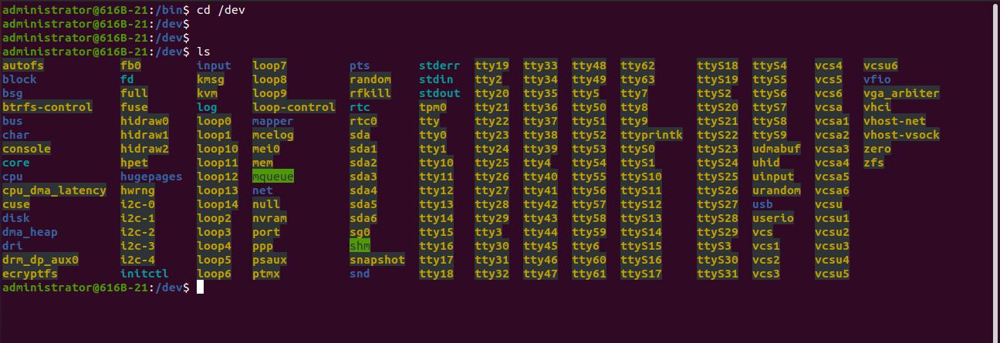 administrator@616B-21:/bin$ cd /dev
administrator@616B-21:/dev$
administrator@616B-21:/dev$
administrator@616B-21:/dev$ ls
autofs fb0 input loop7 pts stderr tty19 tty33 tty48 tty62 ttyS18 ttyS4 vcs4 vcsu6
block fd kmsg loop8 random stdin tty2 tty34 tty49 tty63 ttyS19 ttyS5 vcs5 vfio
bsg full kvm loop9 rfkill stdout tty20 tty35 tty5 tty7 ttyS2 ttyS6 vcs6 vga_arbiter
btrfs-control fuse log loop-control rtc tpm0 tty21 tty36 tty50 tty8 ttyS20 ttyS7 vcsa vhci
bus hidraw0 loop0 mapper rtc0 tty tty22 tty37 tty51 tty9 ttyS21 ttyS8 vcsa1 vhost-net
char hidraw1 loop1 mcelog sda tty0 tty23 tty38 tty52 ttyprintk ttyS22 ttyS9 vcsa2 vhost-vsock
console hidraw2 loop10 mei0 sda1 tty1 tty24 tty39 tty53 ttyS0 ttyS23 udmabuf vcsa3 zero
core hpet loop11 mem sda2 tty10 tty25 tty4 tty54 ttyS1 ttyS24 uhid vcsa4 zfs
cpu hugepages loop12 mqueue sda3 tty11 tty26 tty40 tty55 ttyS10 ttyS25 uinput vcsa5
cpu_dma_latency hwrng loop13 net sda4 tty12 tty27 tty41 tty56 ttyS11 ttyS26 urandom vcsa6
cuse i2c-0 loop14 null sda5 tty13 tty28 tty42 tty57 ttyS12 ttyS27 usb vcsu
disk i2c-1 loop2 nvram sda6 tty14 tty29 tty43 tty58 ttyS13 ttyS28 userio vcsu1
dma_heap i2c-2 loop3 port sg0 tty15 tty3 tty44 tty59 ttyS14 ttyS29 vcs vcsu2
dri i2c-3 loop4 ppp shm tty16 tty30 tty45 tty6 ttyS15 ttyS3 vcs1 vcsu3
drm_dp_aux0 i2c-4 loop5 psaux snapshot tty17 tty31 tty46 tty60 ttyS16 ttyS30 vcs2 vcsu4
ecryptfs initctl loop6 ptmx snd tty18 tty32 tty47 tty61 ttyS17 ttyS31 vcs3 vcsu5
administrator@616B-21:/dev$